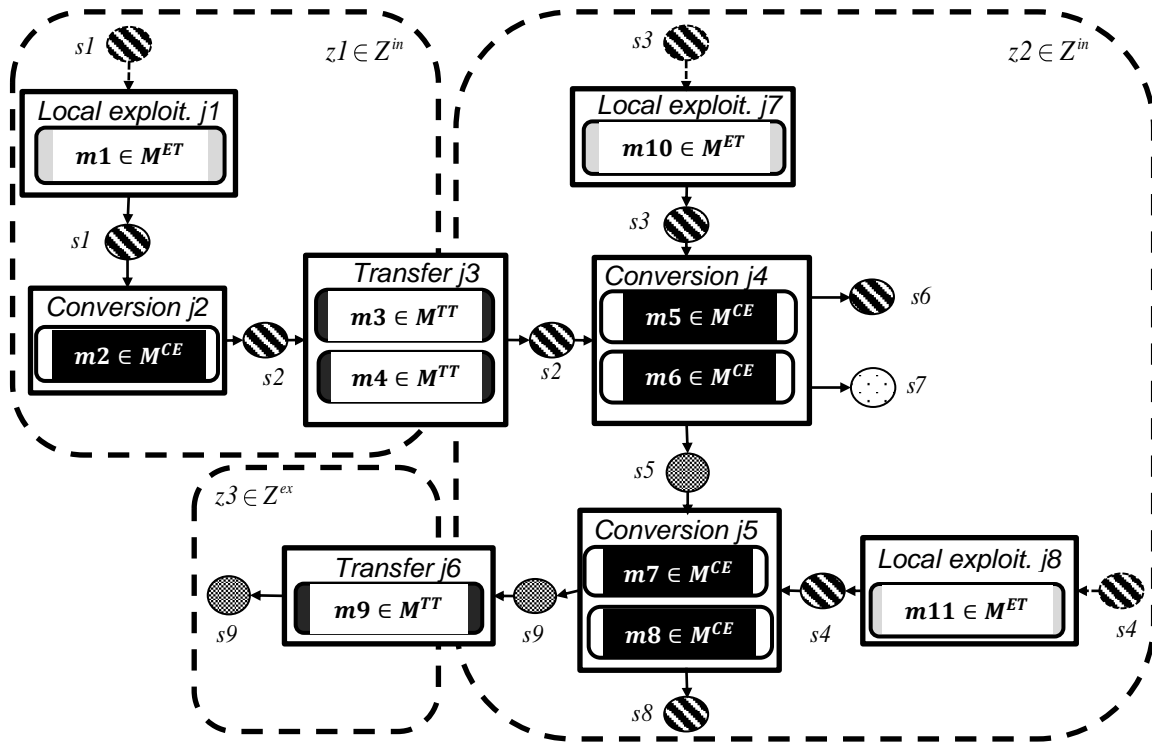 s1
z1 ∈ Z^in
s3
z2 ∈ Z^in
Local exploit. j1
m1 ∈ M^ET
Local exploit. j7
m10 ∈ M^ET
s1
s3
Conversion j2
m2 ∈ M^CE
s2
Transfer j3
m3 ∈ M^TT
m4 ∈ M^TT
s2
Conversion j4
m5 ∈ M^CE
m6 ∈ M^CE
s6
s7
s5
z3 ∈ Z^ex
Transfer j6
m9 ∈ M^TT
s9
s9
Conversion j5
m7 ∈ M^CE
m8 ∈ M^CE
s4
Local exploit. j8
m11 ∈ M^ET
s4
s8